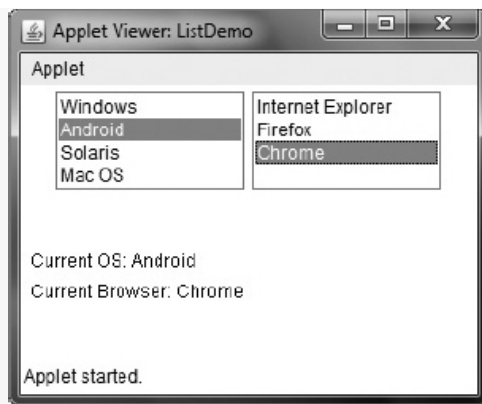 Applet Viewer: ListDemo
Applet
Windows
Android
Solaris
Mac OS
Internet Explorer
Firefox
Chrome
Current OS: Android
Current Browser: Chrome
Applet started.